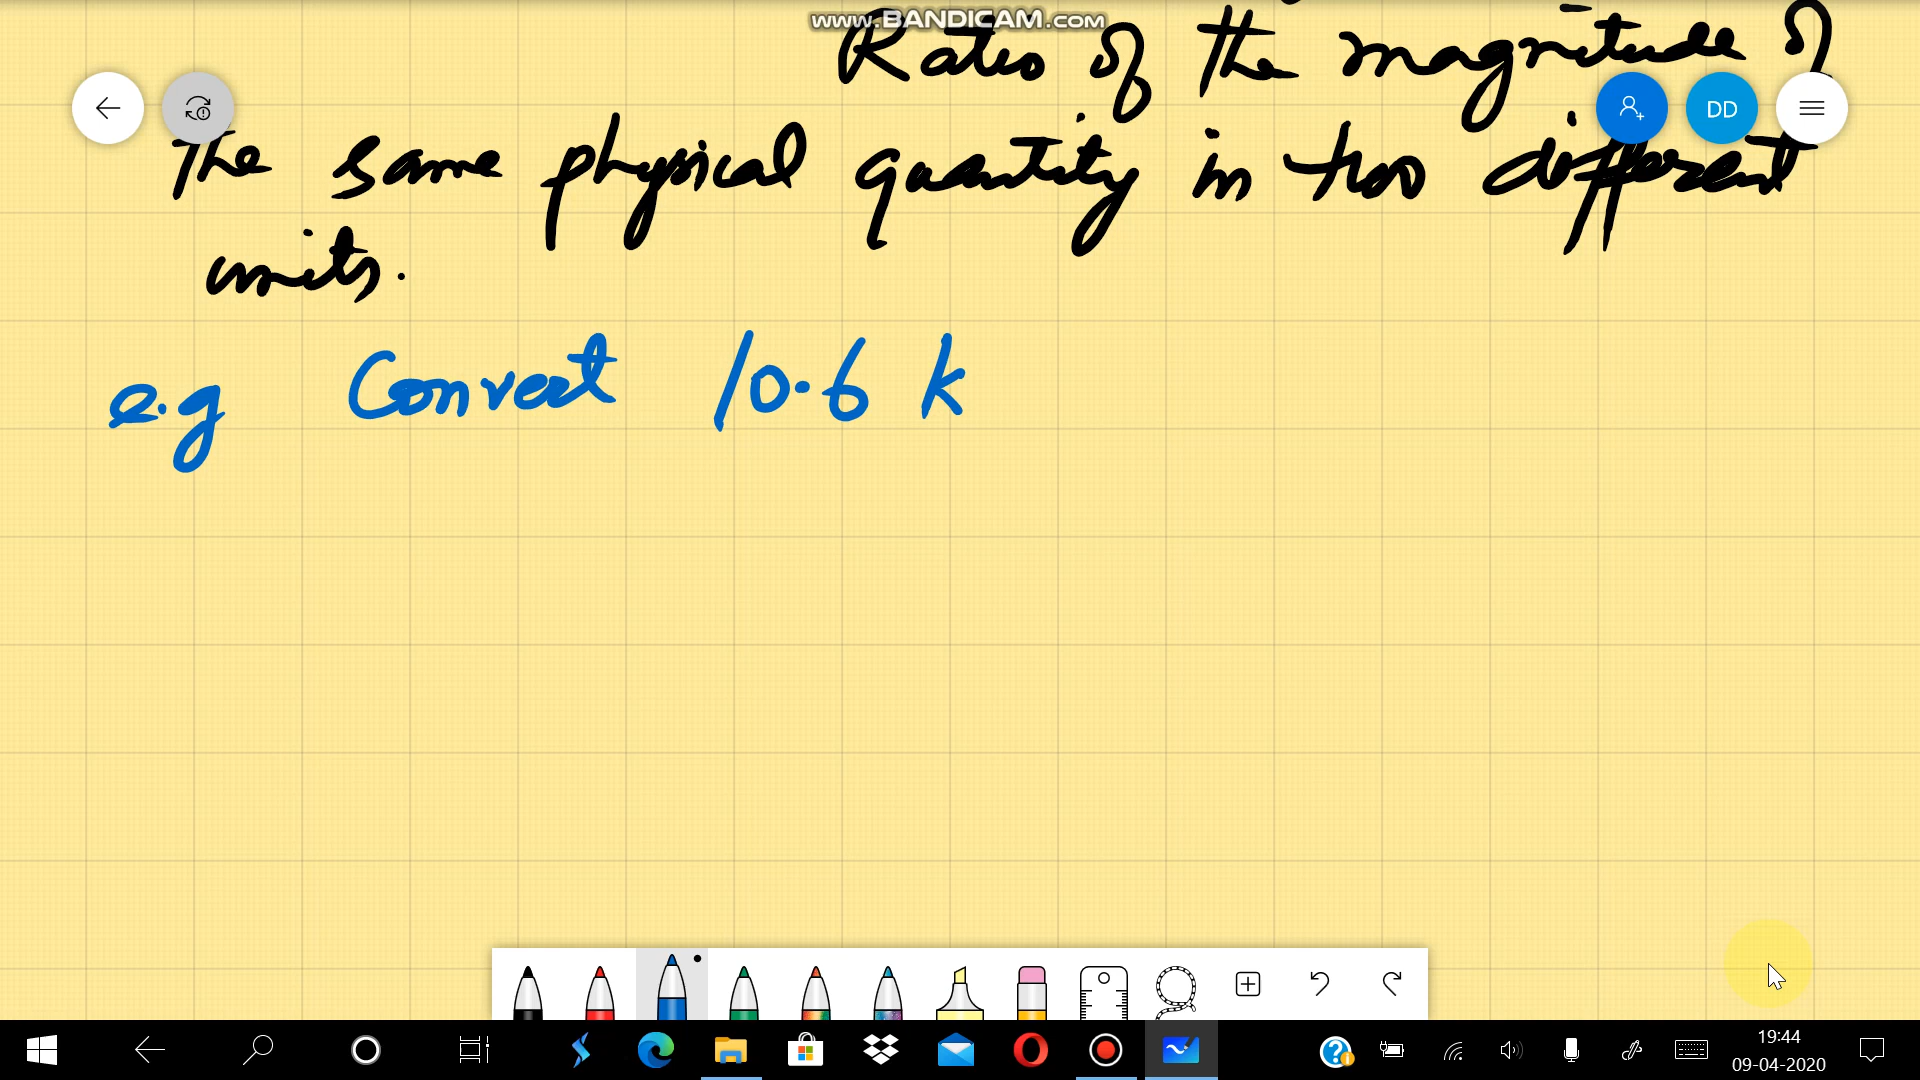 www.BANDICAM.com
Ratio of the magnitude of
DD
the same physical quantity in two different
units.
e.g Convert 10.6 k
19:44
09-04-2020